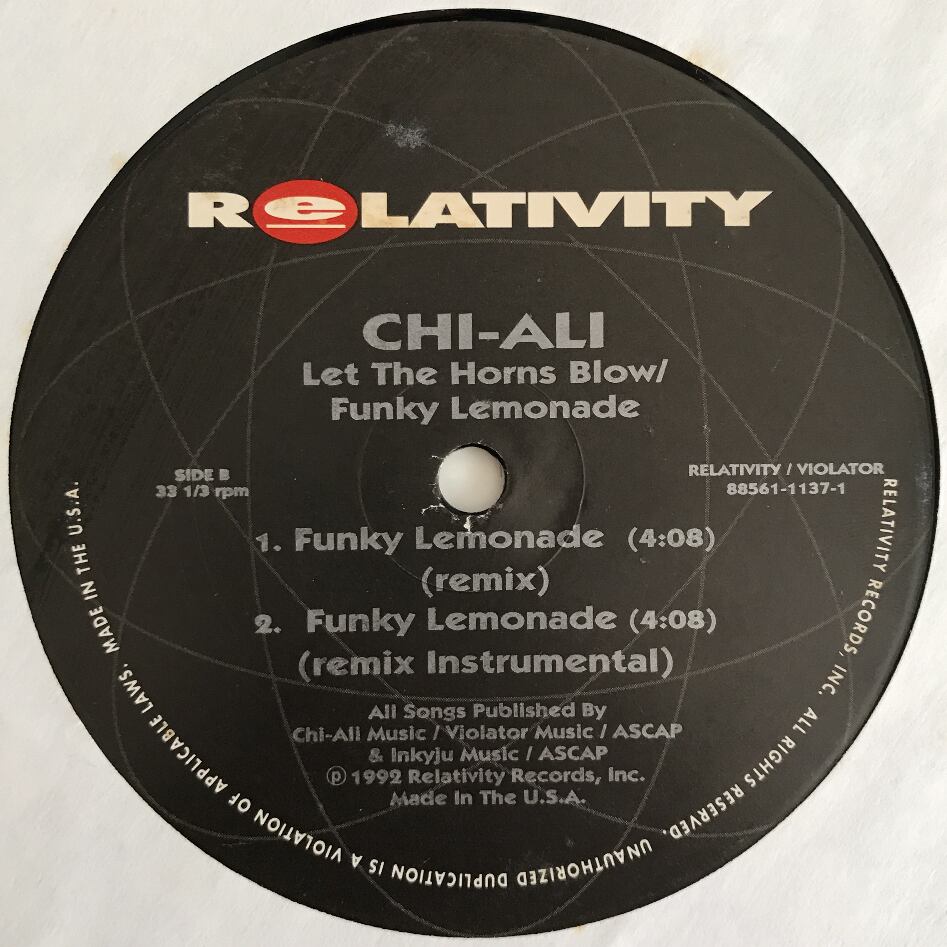 ReLATIVITY
CHI-ALI
Let The Horns Blow/
Funky Lemonade
SIDE B
33 1/3 rpm
RELATIVITY / VIOLATOR
88561-1137-1
1. Funky Lemonade (4:08)
(remix)
2. Funky Lemonade (4:08)
(remix Instrumental)
All Songs Published By
Chi-Ali Music / Violator Music / ASCAP
& Inkyju Music / ASCAP
℗ 1992 Relativity Records, Inc.
Made In The U.S.A.
RELATIVITY RECORDS, INC. ALL RIGHTS RESERVED. UNAUTHORIZED DUPLICATION IS A VIOLATION OF APPLICABLE LAWS. MADE IN THE U.S.A.